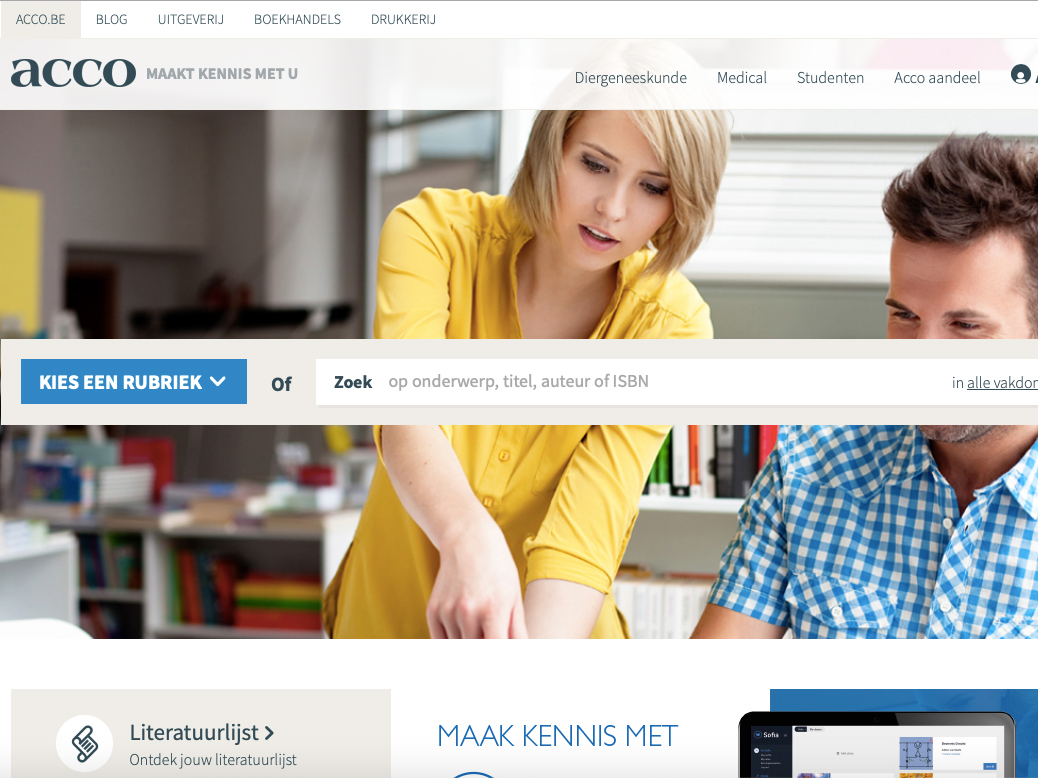 ACCO.BE BLOG UITGEVERIJ BOEKHANDELS DRUKKERIJ
acco MAAKT KENNIS MET U
Diergeneeskunde Medical Studenten Acco aandeel
KIES EEN RUBRIEK Of Zoek op onderwerp, titel, auteur of ISBN in alle vakdom
Literatuurlijst
Ontdek jouw literatuurlijst
MAAK KENNIS MET
Sofia